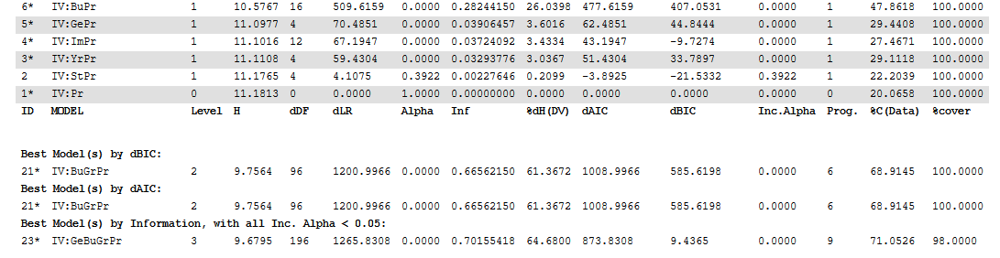 6* IV:BuPr 1 10.5767 16 509.6159 0.0000 0.28244150 26.0398 477.6159 407.0531 0.0000 1 47.8618 100.0000
5* IV:GePr 1 11.0977 4 70.4851 0.0000 0.03906457 3.6016 62.4851 44.8444 0.0000 1 29.4408 100.0000
4* IV:ImPr 1 11.1016 12 67.1947 0.0000 0.03724092 3.4334 43.1947 -9.7274 0.0000 1 27.4671 100.0000
3* IV:YrPr 1 11.1108 4 59.4304 0.0000 0.03293776 3.0367 51.4304 33.7897 0.0000 1 29.1118 100.0000
2 IV:StPr 1 11.1765 4 4.1075 0.3922 0.00227646 0.2099 -3.8925 -21.5332 0.3922 1 22.2039 100.0000
1* IV:Pr 0 11.1813 0 0.0000 1.0000 0.00000000 0.0000 0.0000 0.0000 0.0000 0 20.0658 100.0000
ID MODEL Level H dDF dLR Alpha Inf %dH(DV) dAIC dBIC Inc.Alpha Prog. %C(Data) %cover
Best Model(s) by dBIC:
21* IV:BuGrPr 2 9.7564 96 1200.9966 0.0000 0.66562150 61.3672 1008.9966 585.6198 0.0000 6 68.9145 100.0000
Best Model(s) by dAIC:
21* IV:BuGrPr 2 9.7564 96 1200.9966 0.0000 0.66562150 61.3672 1008.9966 585.6198 0.0000 6 68.9145 100.0000
Best Model(s) by Information, with all Inc. Alpha < 0.05:
23* IV:GeBuGrPr 3 9.6795 196 1265.8308 0.0000 0.70155418 64.6800 873.8308 9.4365 0.0000 9 71.0526 98.0000